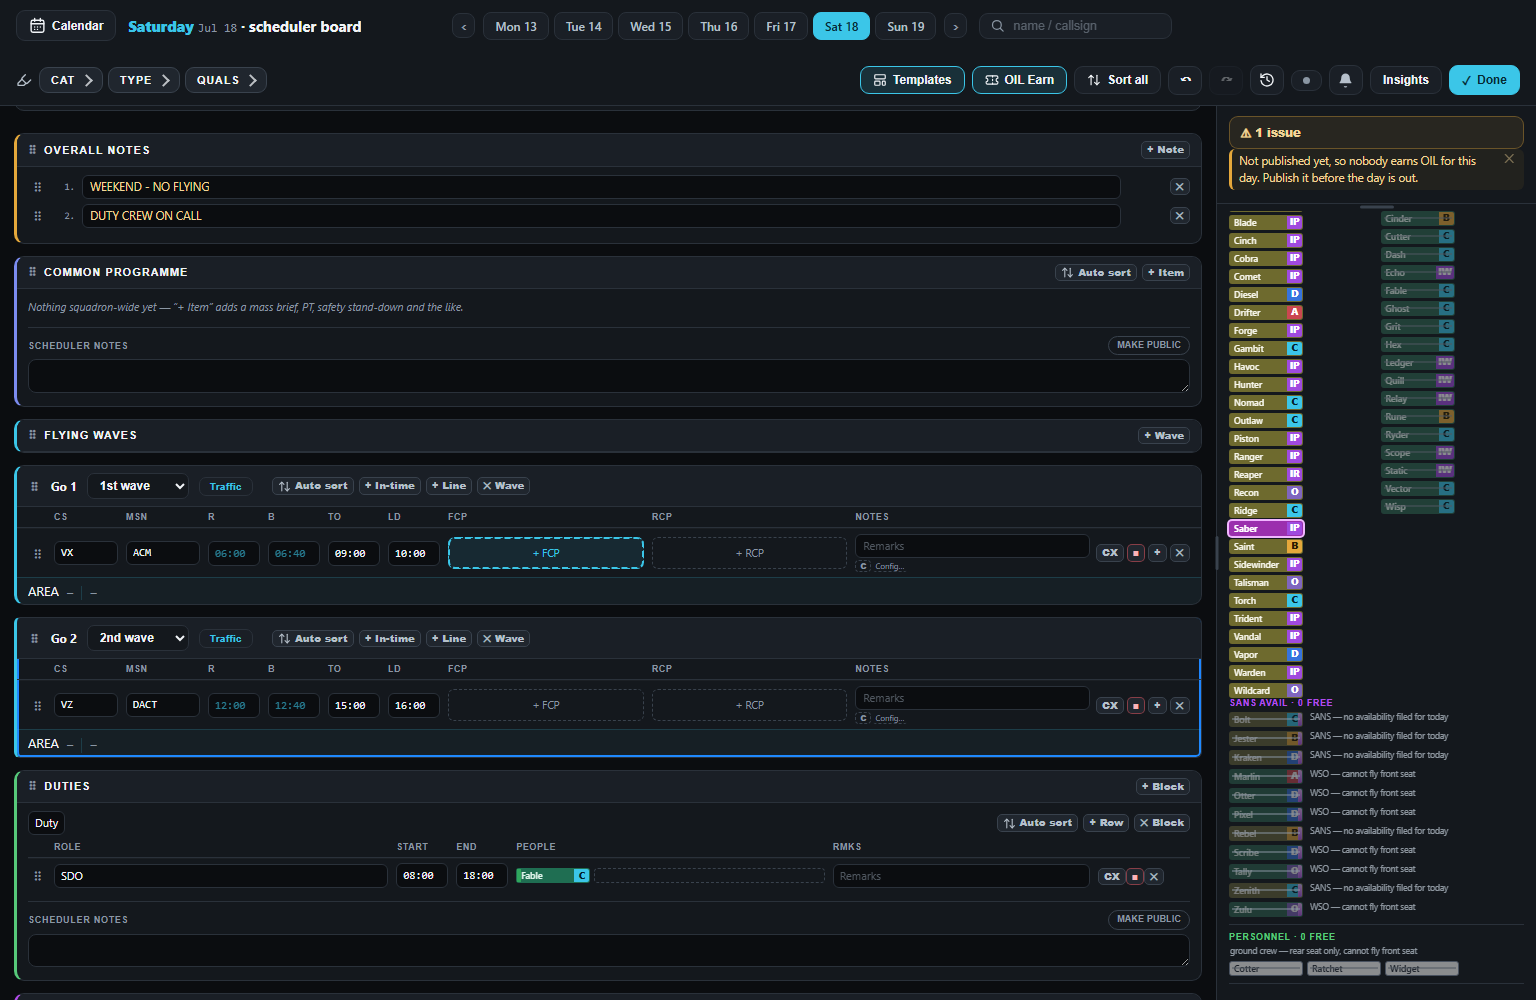 Calendar
Saturday Jul 18 · scheduler board
‹ Mon 13 Tue 14 Wed 15 Thu 16 Fri 17 Sat 18 Sun 19 ›
name / callsign
CAT TYPE QUALS
Templates OIL Earn Sort all Insights ✓ Done
⚠ 1 issue
Not published yet, so nobody earns OIL for this
day. Publish it before the day is out.
OVERALL NOTES + Note
1. WEEKEND - NO FLYING
2. DUTY CREW ON CALL
COMMON PROGRAMME Auto sort + Item
Nothing squadron-wide yet — "+ Item" adds a mass brief, PT, safety stand-down and the like.
SCHEDULER NOTES MAKE PUBLIC
FLYING WAVES + Wave
Go 1 1st wave Traffic Auto sort + In-time + Line X Wave
CS MSN R B TO LD FCP RCP NOTES
VX ACM 06:00 06:40 09:00 10:00 + FCP + RCP Remarks CX ■ + X
C Config...
AREA – | –
Go 2 2nd wave Traffic Auto sort + In-time + Line X Wave
CS MSN R B TO LD FCP RCP NOTES
VZ DACT 12:00 12:40 15:00 16:00 + FCP + RCP Remarks CX ■ + X
C Config...
AREA – | –
DUTIES + Block
Duty Auto sort + Row X Block
ROLE START END PEOPLE RMKS
SDO 08:00 18:00 Fable C Remarks CX ■ X
SCHEDULER NOTES MAKE PUBLIC
Blade IP
Cinch IP
Cobra IP
Comet IP
Diesel D
Drifter A
Forge IP
Gambit C
Havoc IP
Hunter IP
Nomad C
Outlaw C
Piston IP
Ranger IP
Reaper IR
Recon O
Ridge C
Saber IP
Saint B
Sidewinder IP
Talisman O
Torch C
Trident IP
Vandal IP
Vapor D
Warden IP
Wildcard O
Cinder B
Cutter C
Dash C
Echo IW
Fable C
Ghost C
Grit C
Hex C
Ledger IW
Quill IW
Relay IW
Rune B
Ryder C
Scope IW
Static IW
Vector C
Wisp C
SANS AVAIL · 0 FREE
Bolt C SANS — no availability filed for today
Jester B SANS — no availability filed for today
Kraken D SANS — no availability filed for today
Marlin A WSO — cannot fly front seat
Otter D WSO — cannot fly front seat
Pixel D WSO — cannot fly front seat
Rebel B SANS — no availability filed for today
Scribe D WSO — cannot fly front seat
Tally O WSO — cannot fly front seat
Zenith C SANS — no availability filed for today
Zulu O WSO — cannot fly front seat
PERSONNEL · 0 FREE
ground crew — rear seat only, cannot fly front seat
Cotter Ratchet Widget